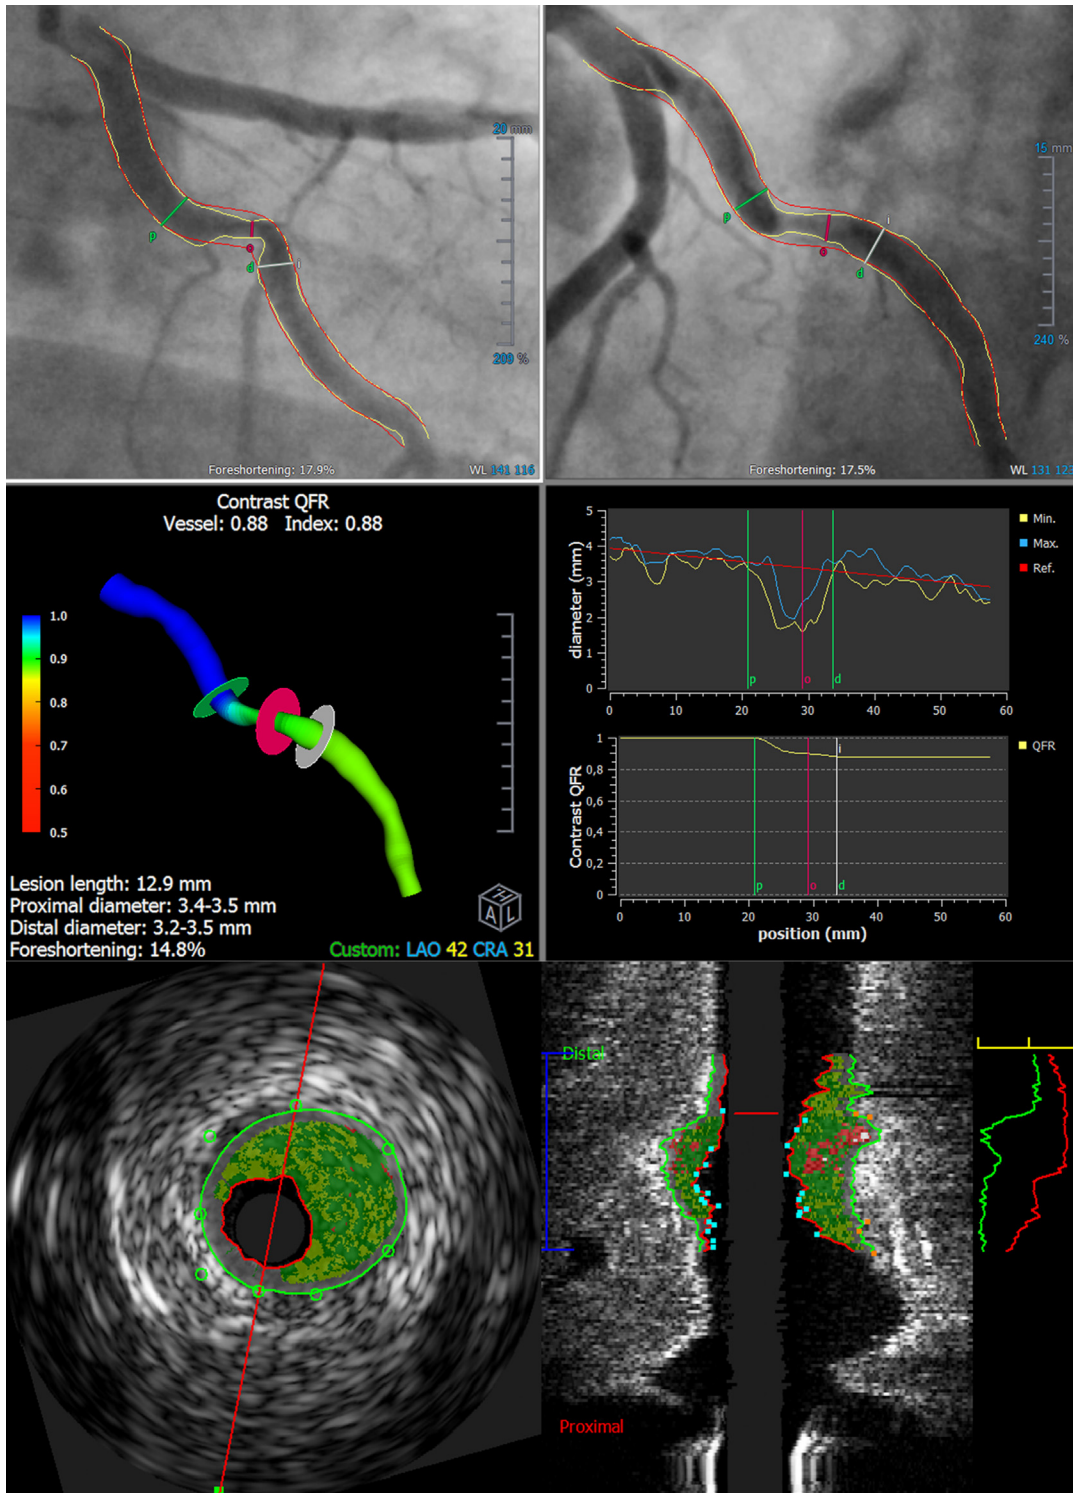 20 mm
p
o
d
i
209 %
Foreshortening: 17.9%
WL 141 116
15 mm
p
o
i
d
240 %
Foreshortening: 17.5%
WL 131 123
Contrast QFR
Vessel: 0.88 Index: 0.88
1.0
0.9
0.8
0.7
0.6
0.5
Lesion length: 12.9 mm
Proximal diameter: 3.4-3.5 mm
Distal diameter: 3.2-3.5 mm
Foreshortening: 14.8%
H
A L
Custom: LAO 42 CRA 31
diameter (mm)
5
4
3
2
1
0
p
o
d
0 10 20 30 40 50 60
Min.
Max.
Ref.
Contrast QFR
1
0,8
0,6
0,4
0,2
0
i
p
o
d
0 10 20 30 40 50 60
position (mm)
QFR
Distal
Proximal